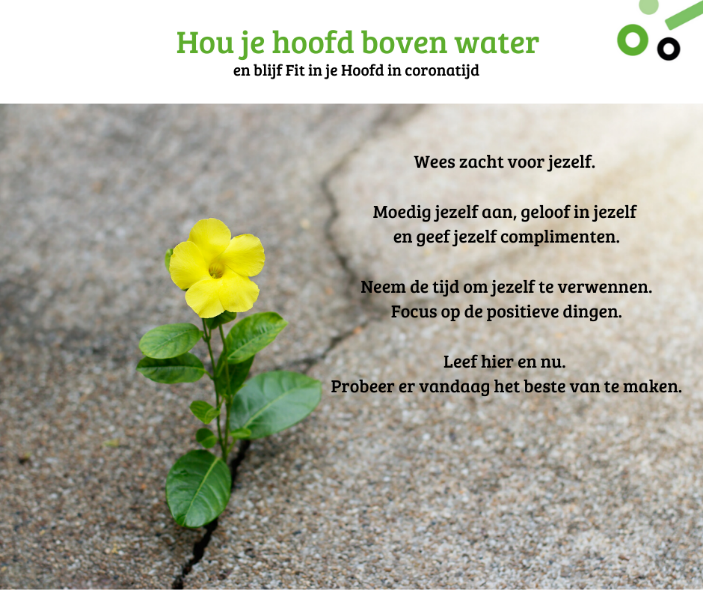 Hou je hoofd boven water
en blijf Fit in je Hoofd in coronatijd
Wees zacht voor jezelf.
Moedig jezelf aan, geloof in jezelf
en geef jezelf complimenten.
Neem de tijd om jezelf te verwennen.
Focus op de positieve dingen.
Leef hier en nu.
Probeer er vandaag het beste van te maken.